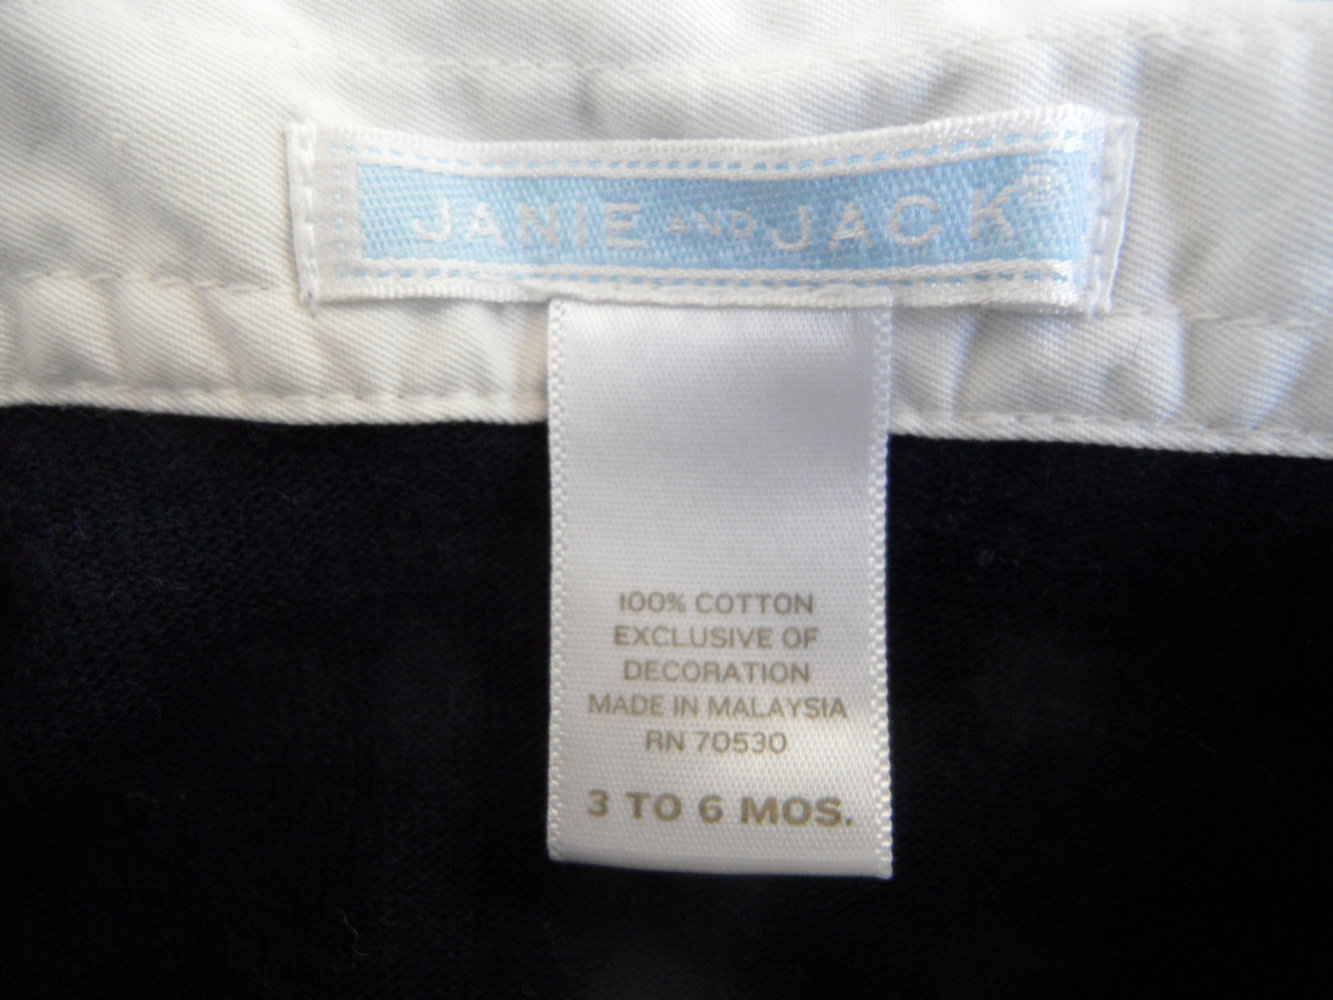 JANIE AND JACK®
100% COTTON
EXCLUSIVE OF
DECORATION
MADE IN MALAYSIA
RN 70530
3 TO 6 MOS.